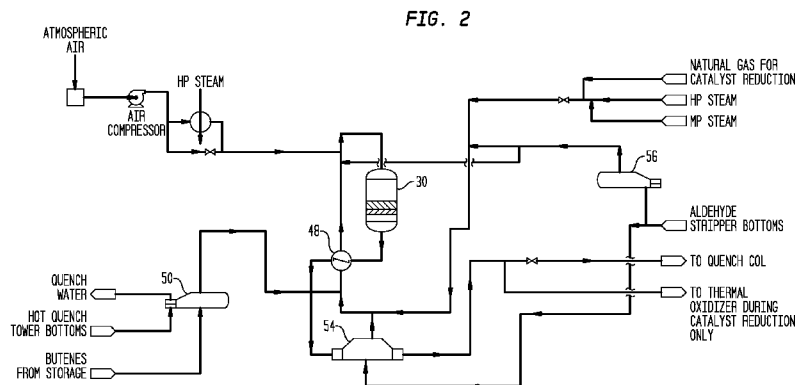 FIG. 2
ATMOSPHERIC
AIR
HP STEAM
AIR
COMPRESSOR
NATURAL GAS FOR
CATALYST REDUCTION
HP STEAM
MP STEAM
56
30
48
ALDEHYDE
STRIPPER BOTTOMS
50
QUENCH
WATER
HOT QUENCH
TOWER BOTTOMS
BUTENES
FROM STORAGE
54
TO QUENCH COL
TO THERMAL
OXIDIZER DURING
CATALYST REDUCTION
ONLY